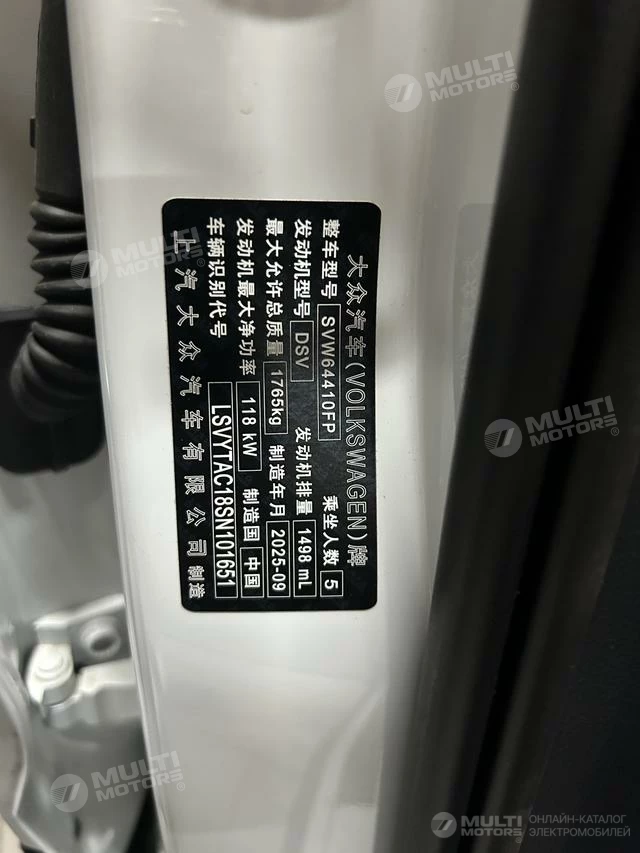 大众汽车(VOLKSWAGEN)牌
整车型号 SVW64410FP 乘坐人数 5
发动机型号 DSV 发动机排量 1498 mL
最大允许总质量 1765kg 制造年月 2025-09
发动机最大净功率 118 kW 制造国 中国
车辆识别代号 LSVYTAC18SN101651
上汽大众汽车有限公司 制造
MULTI
MOTORS
MULTI
MOTORS
MULTI
MOTORS
MULTI
MOTORS
MULTI
MOTORS
ОНЛАЙН-КАТАЛОГ
ЭЛЕКТРОМОБИЛЕЙ